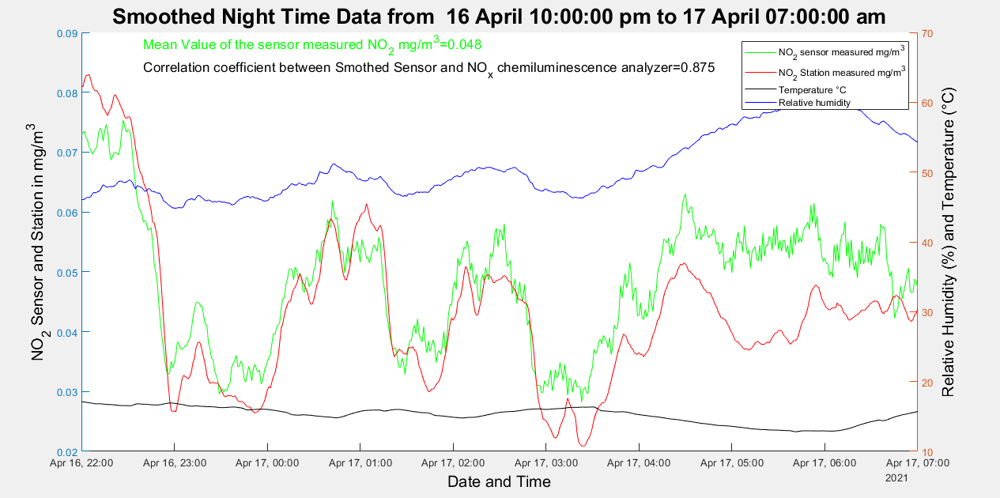 Smoothed Night Time Data from  16 April 10:00:00 pm to 17 April 07:00:00 am
Mean Value of the sensor measured NO2 mg/m3=0.048
Correlation coefficient between Smothed Sensor and NOx chemiluminescence analyzer=0.875
NO2 sensor measured mg/m3
NO2 Station measured mg/m3
Temperature °C
Relative humidity
NO2 Sensor and Station in mg/m3
0.09
0.08
0.07
0.06
0.05
0.04
0.03
0.02
70
60
50
40
30
20
10
Relative Humidity (%) and Temperature (°C)
Apr 16, 22:00
Apr 16, 23:00
Apr 17, 00:00
Apr 17, 01:00
Apr 17, 02:00
Apr 17, 03:00
Apr 17, 04:00
Apr 17, 05:00
Apr 17, 06:00
Apr 17, 07:00
2021
Date and Time